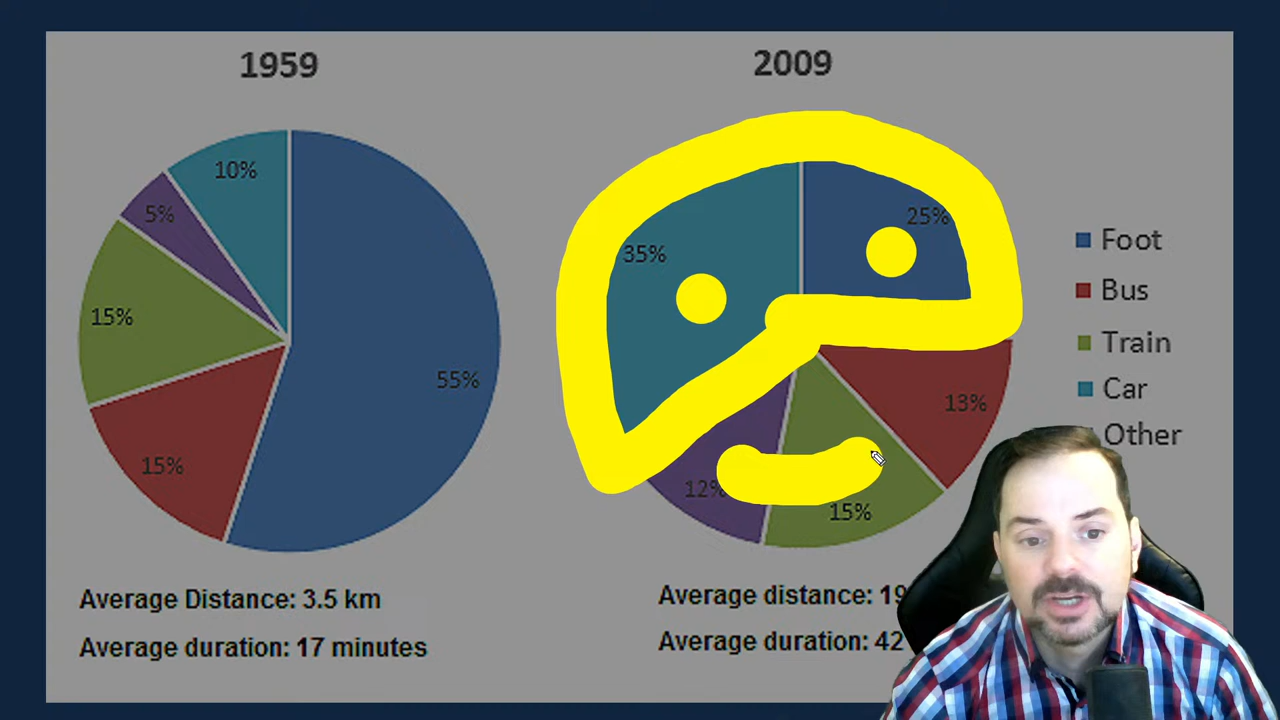 1959
10%
5%
15%
15%
55%
Average Distance: 3.5 km
Average duration: 17 minutes
2009
35%
25%
13%
15%
12%
Average distance:
Average duration: 42
Foot
Bus
Train
Car
Other